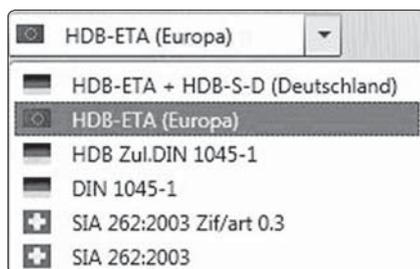 HDB-ETA (Europa)
HDB-ETA + HDB-S-D (Deutschland)
HDB-ETA (Europa)
HDB Zul.DIN 1045-1
DIN 1045-1
SIA 262:2003 Zif/art 0.3
SIA 262:2003